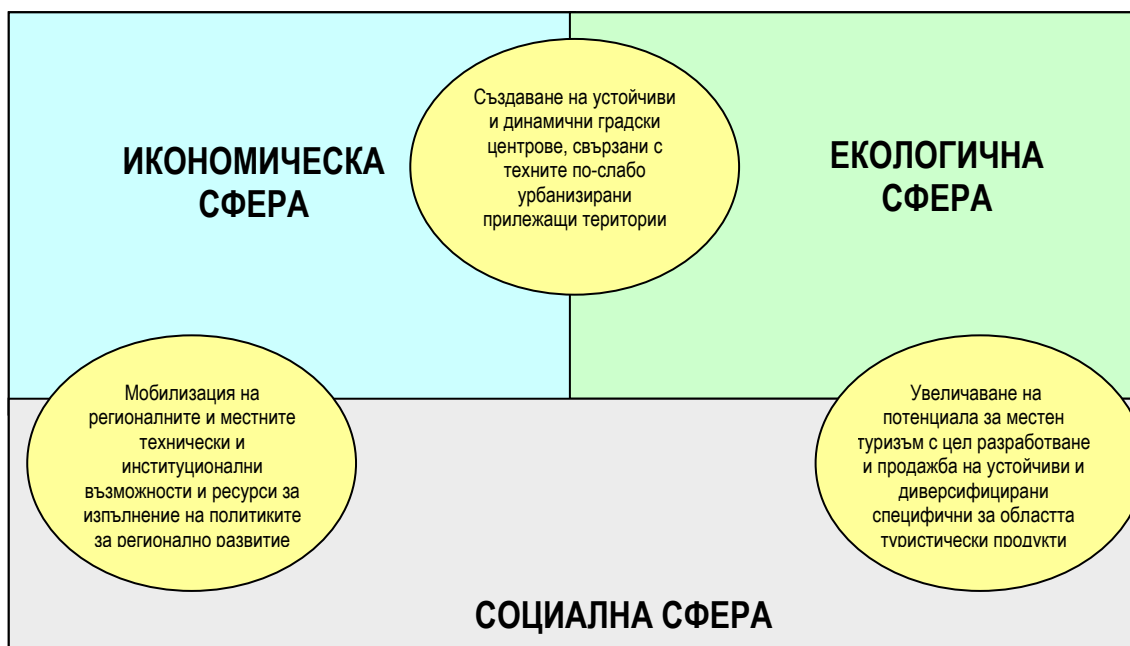 Създаване на устойчиви
и динамични градски
центрове, свързани с
техните по-слабо
урбанизирани
прилежащи територии
ИКОНОМИЧЕСКА
СФЕРА
ЕКОЛОГИЧНА
СФЕРА
Мобилизация на
регионалните и местните
технически и
институционални
възможности и ресурси за
изпълнение на политиките
за регионално развитие
Увеличаване на
потенциала за местен
туризъм с цел разработване
и продажба на устойчиви и
диверсифицирани
специфични за областта
туристически продукти
СОЦИАЛНА СФЕРА